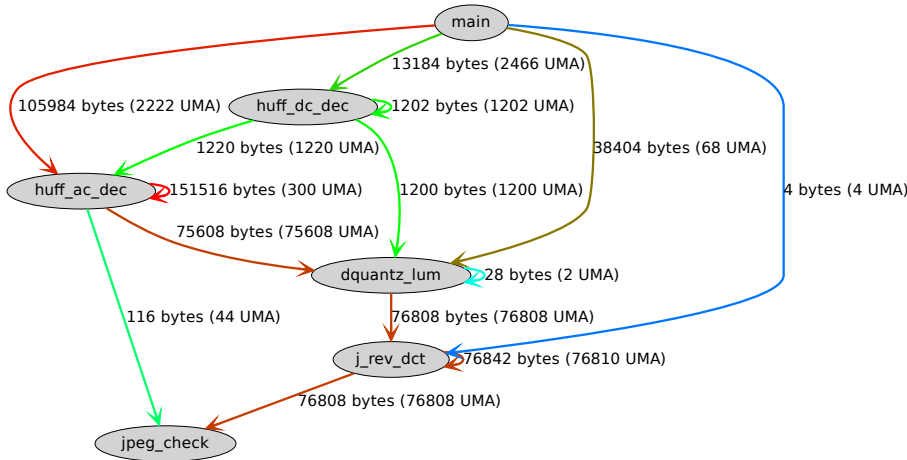 main
13184 bytes (2466 UMA)
huff_dc_dec
1202 bytes (1202 UMA)
105984 bytes (2222 UMA)
1220 bytes (1220 UMA)
38404 bytes (68 UMA)
huff_ac_dec
151516 bytes (300 UMA)
1200 bytes (1200 UMA)
4 bytes (4 UMA)
75608 bytes (75608 UMA)
dquantz_lum
28 bytes (2 UMA)
116 bytes (44 UMA)
76808 bytes (76808 UMA)
j_rev_dct
76842 bytes (76810 UMA)
76808 bytes (76808 UMA)
jpeg_check